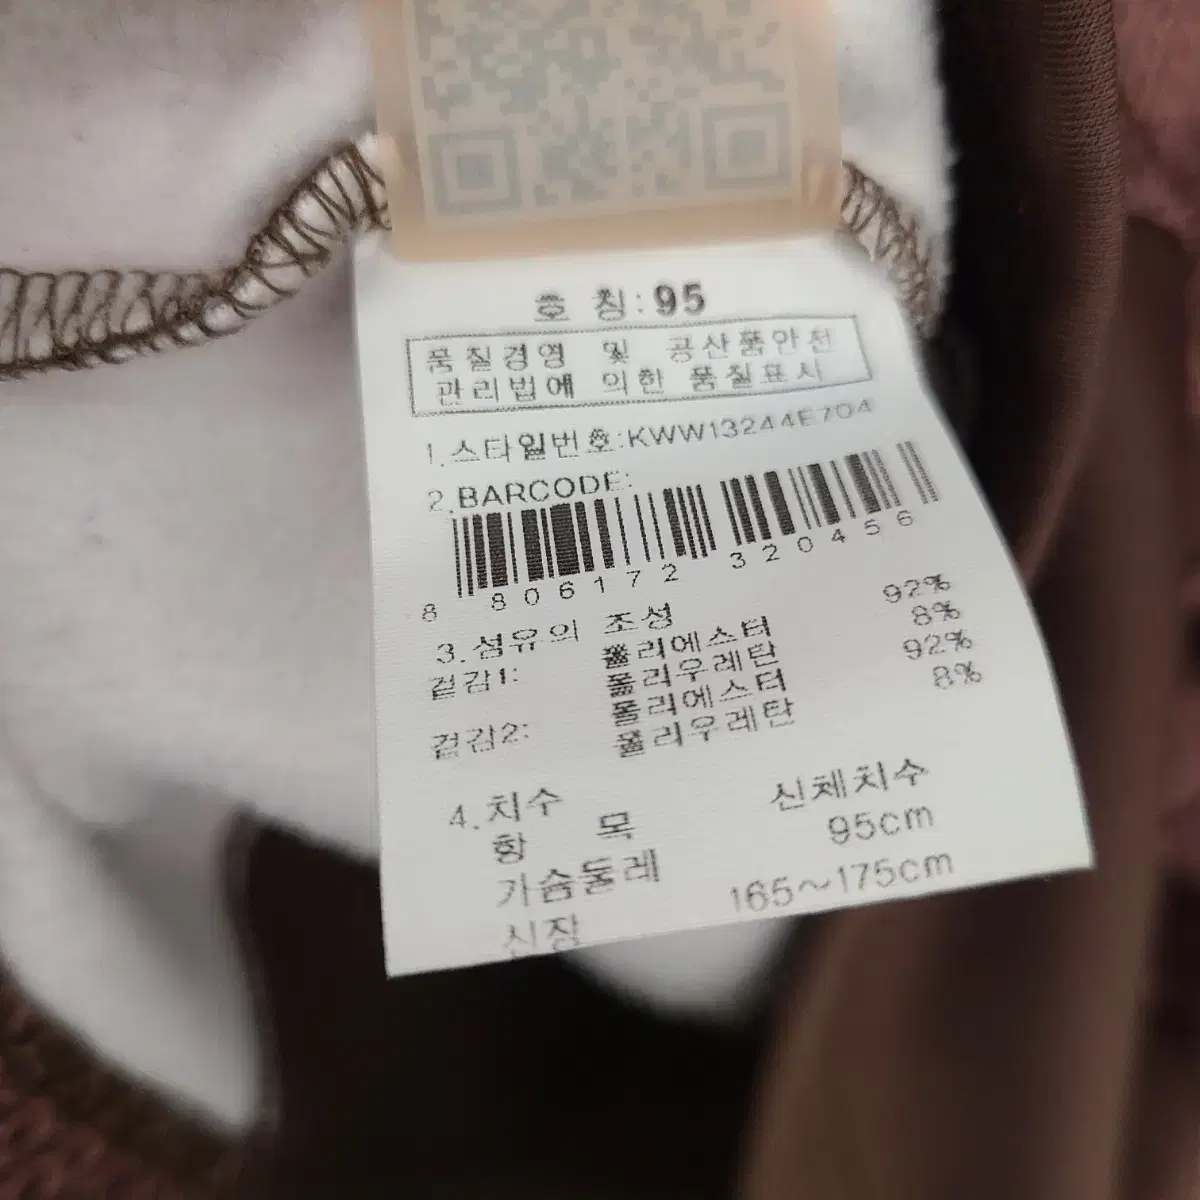 호 칭:95
품질경영 및 공산품안전
관리법에 의한 품질표시
1.스타일번호:KWW13244E704
2.BARCODE:
8 806172 320456
3.섬유의 조성
겉감1: 폴리에스터 92%
폴리우레탄 8%
겉감2: 폴리에스터 92%
폴리우레탄 8%
4.치수
항 목 신체치수
가슴둘레 95cm
신장 165~175cm